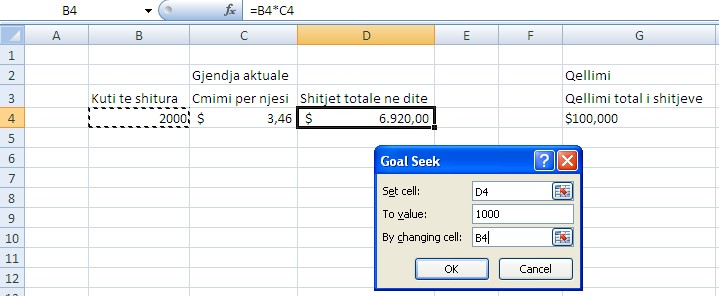 B4 fx =B4*C4
A B C D E F G
1
2 Gjendja aktuale Qellimi
3 Kuti te shitura Cmimi per njesi Shitjet totale ne dite Qellimi total i shitjeve
4 2000 $ 3,46 $ 6.920,00 $100,000
5
6
7
8
9
10
11
12
Goal Seek
Set cell: D4
To value: 1000
By changing cell: B4
OK Cancel